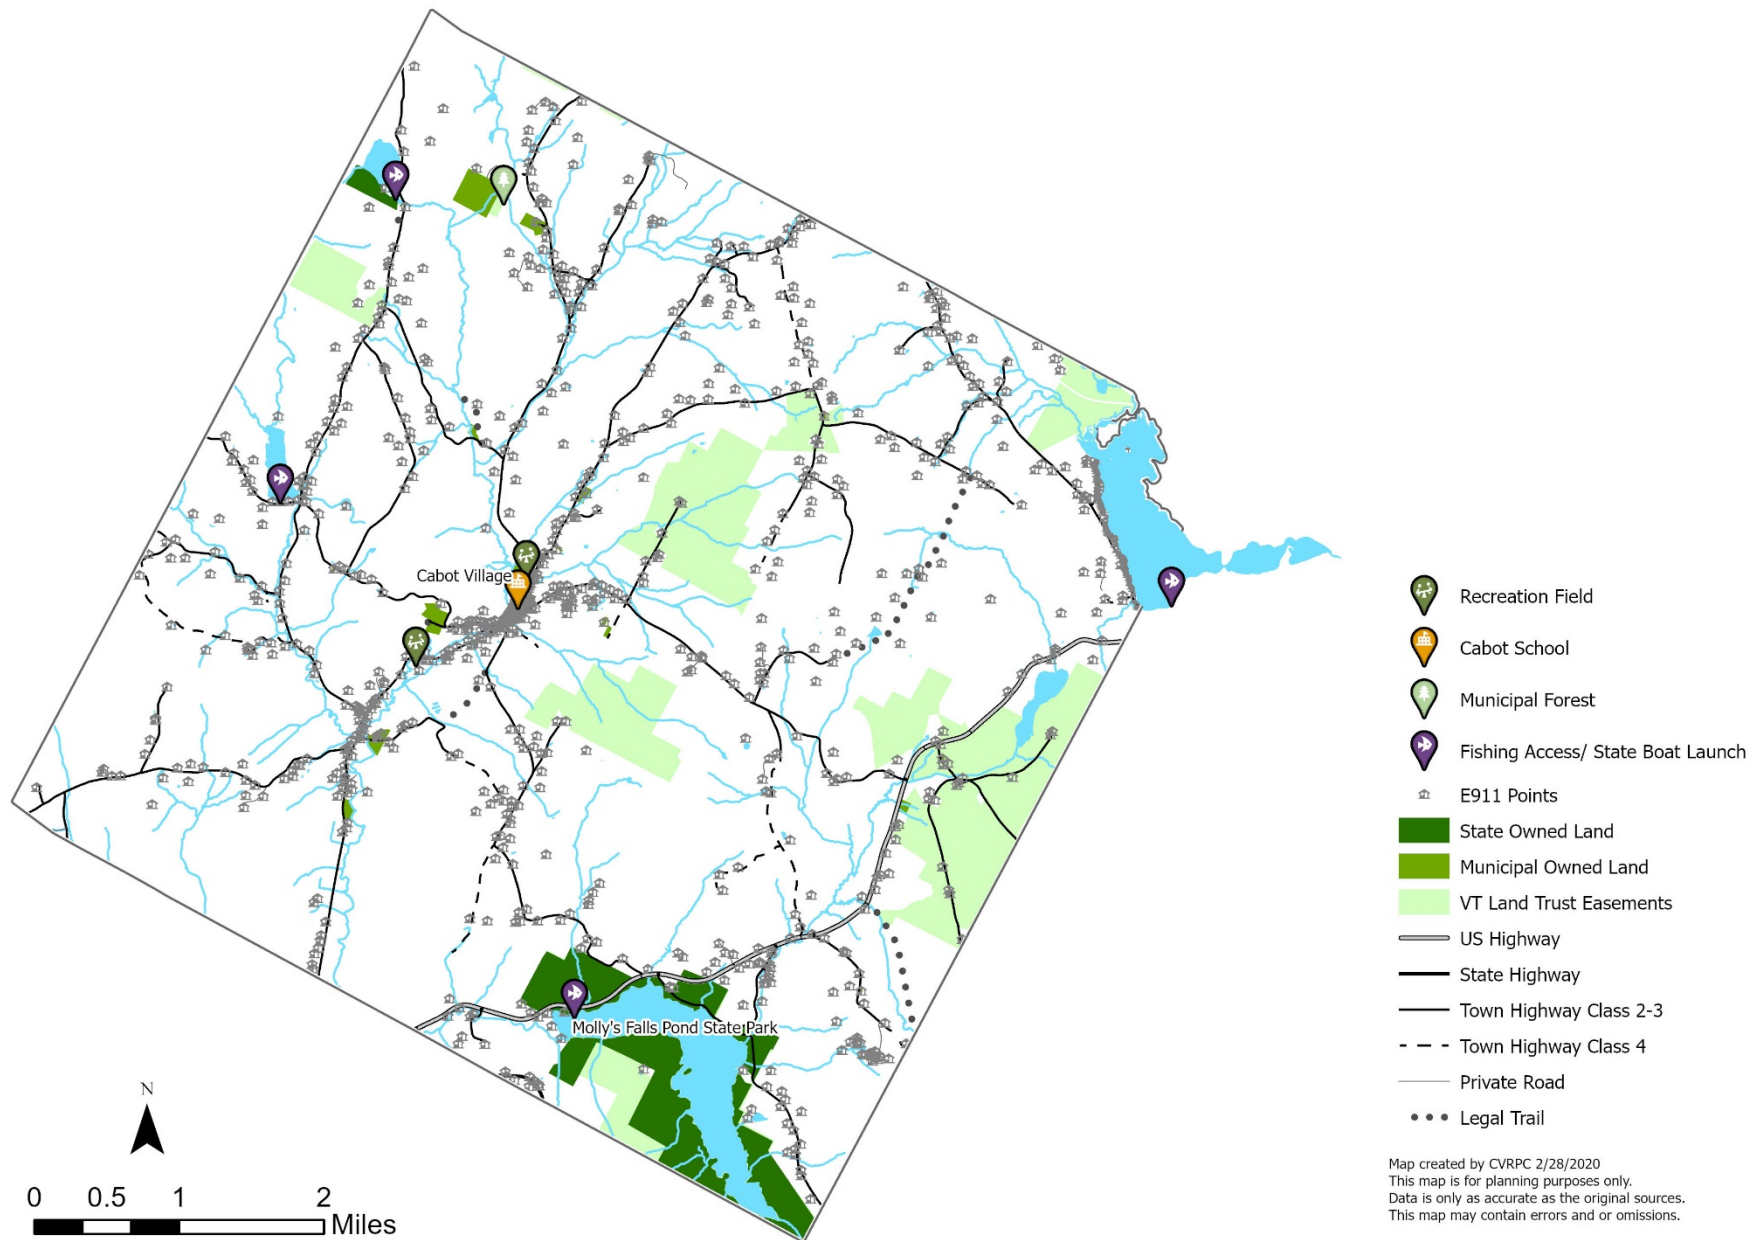 Cabot Village
Molly's Falls Pond State Park
Recreation Field
Cabot School
Municipal Forest
Fishing Access/ State Boat Launch
E911 Points
State Owned Land
Municipal Owned Land
VT Land Trust Easements
US Highway
State Highway
Town Highway Class 2-3
Town Highway Class 4
Private Road
Legal Trail
N
0 0.5 1 2
Miles
Map created by CVRPC 2/28/2020
This map is for planning purposes only.
Data is only as accurate as the original sources.
This map may contain errors and or omissions.